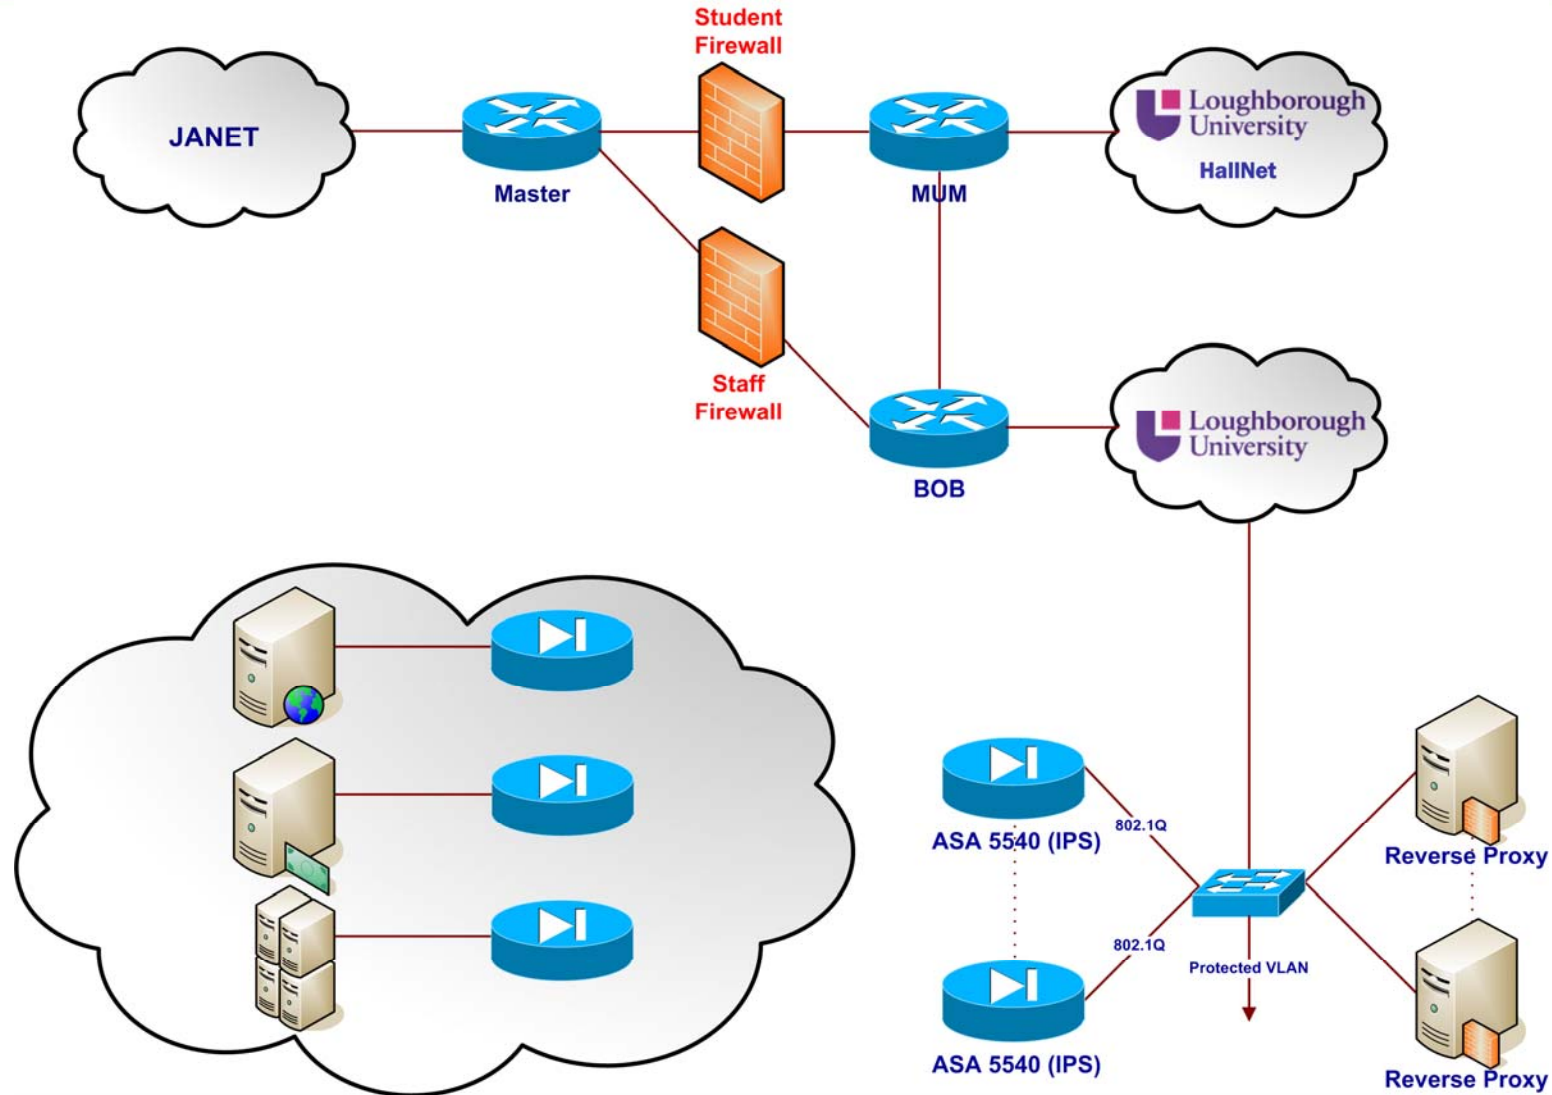 Student
Firewall
JANET
Master
MUM
Loughborough
University
HallNet
Staff
Firewall
BOB
Loughborough
University
ASA 5540 (IPS)
802.1Q
Reverse Proxy
802.1Q
Protected VLAN
ASA 5540 (IPS)
Reverse Proxy